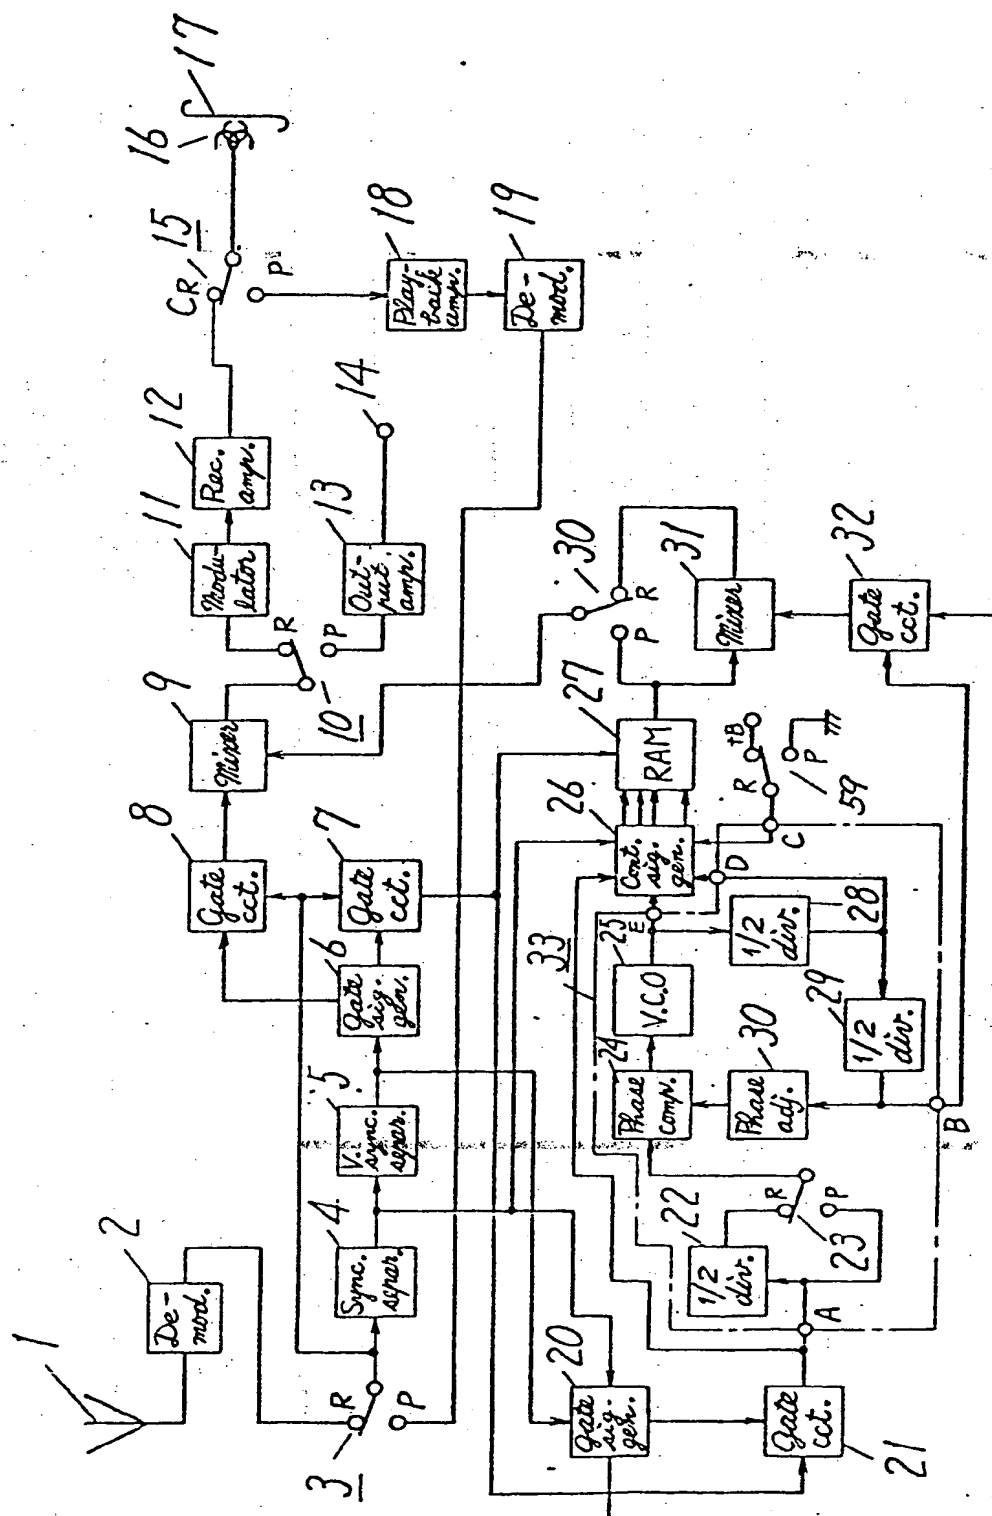 1
2
De-
mod.
3
R
P
4
Sync.
separ.
5
V.
sync.
separ.
6
Gate
sig.
gen.
7
Gate
cct.
8
Gate
cct.
9
Mixer
10
R
P
11
Modu-
lator
12
Rec.
amp.
13
Out-
put
amp.
14
15
CR
P
16
17
18
Play-
back
amp.
19
De-
mod.
20
Gate
sig.
gen.
21
Gate
cct.
A
22
1/2
div.
23
R
P
24
Phase
comp.
25
V.C.O
E
26
Cont.
sig.
gen.
27
RAM
28
1/2
div.
29
1/2
div.
30
Phase
adj.
B
C
D
33
59
R
+B
P
30
P
R
31
Mixer
32
Gate
cct.